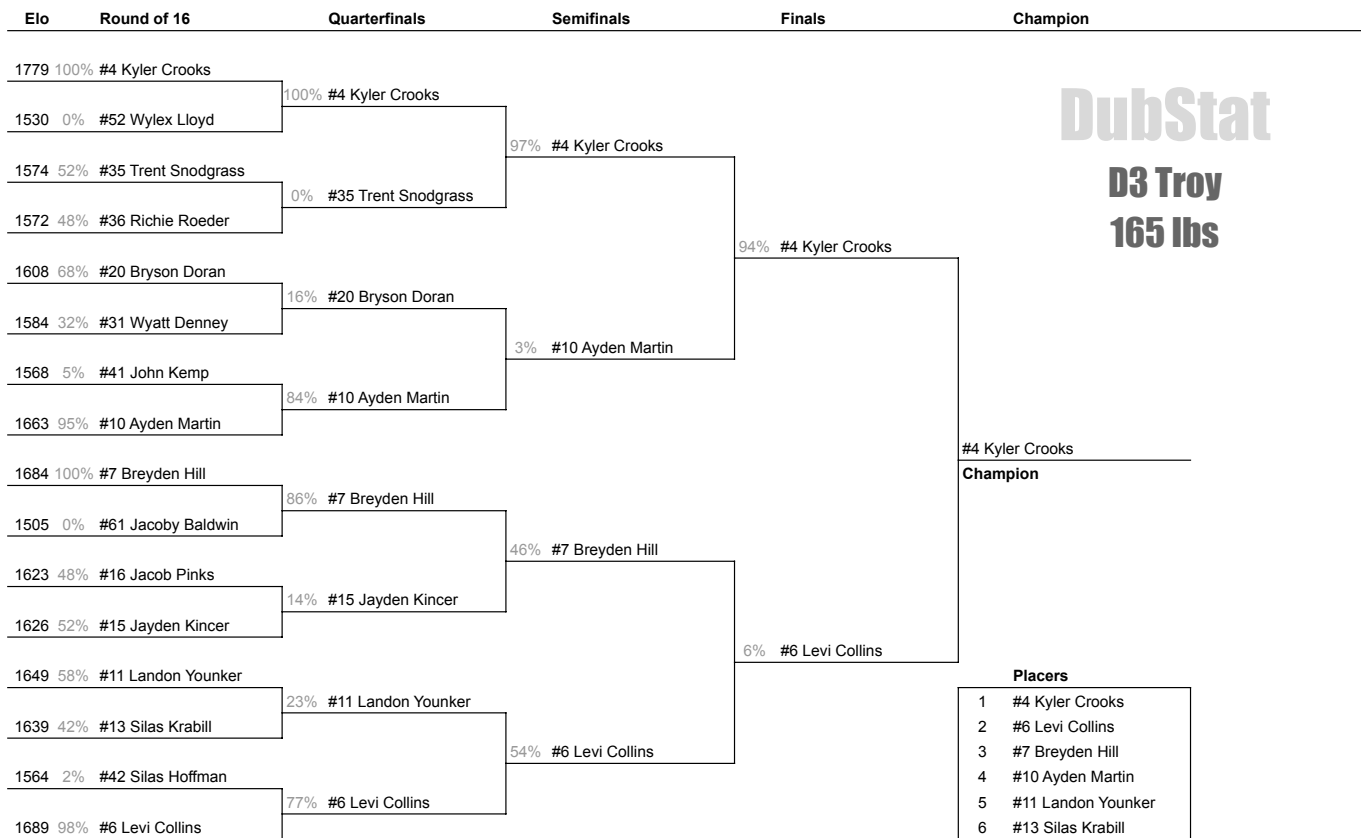 Elo Round of 16 Quarterfinals Semifinals Finals Champion
1779 100% #4 Kyler Crooks
100% #4 Kyler Crooks
DubStat
1530 0% #52 Wylex Lloyd
97% #4 Kyler Crooks
1574 52% #35 Trent Snodgrass
D3 Troy
0% #35 Trent Snodgrass
1572 48% #36 Richie Roeder
165 lbs
94% #4 Kyler Crooks
1608 68% #20 Bryson Doran
16% #20 Bryson Doran
1584 32% #31 Wyatt Denney
3% #10 Ayden Martin
1568 5% #41 John Kemp
84% #10 Ayden Martin
1663 95% #10 Ayden Martin
#4 Kyler Crooks
1684 100% #7 Breyden Hill
Champion
86% #7 Breyden Hill
1505 0% #61 Jacoby Baldwin
46% #7 Breyden Hill
1623 48% #16 Jacob Pinks
14% #15 Jayden Kincer
1626 52% #15 Jayden Kincer
6% #6 Levi Collins
1649 58% #11 Landon Younker
Placers
23% #11 Landon Younker
1 #4 Kyler Crooks
1639 42% #13 Silas Krabill
2 #6 Levi Collins
54% #6 Levi Collins
3 #7 Breyden Hill
1564 2% #42 Silas Hoffman
4 #10 Ayden Martin
77% #6 Levi Collins
5 #11 Landon Younker
1689 98% #6 Levi Collins
6 #13 Silas Krabill